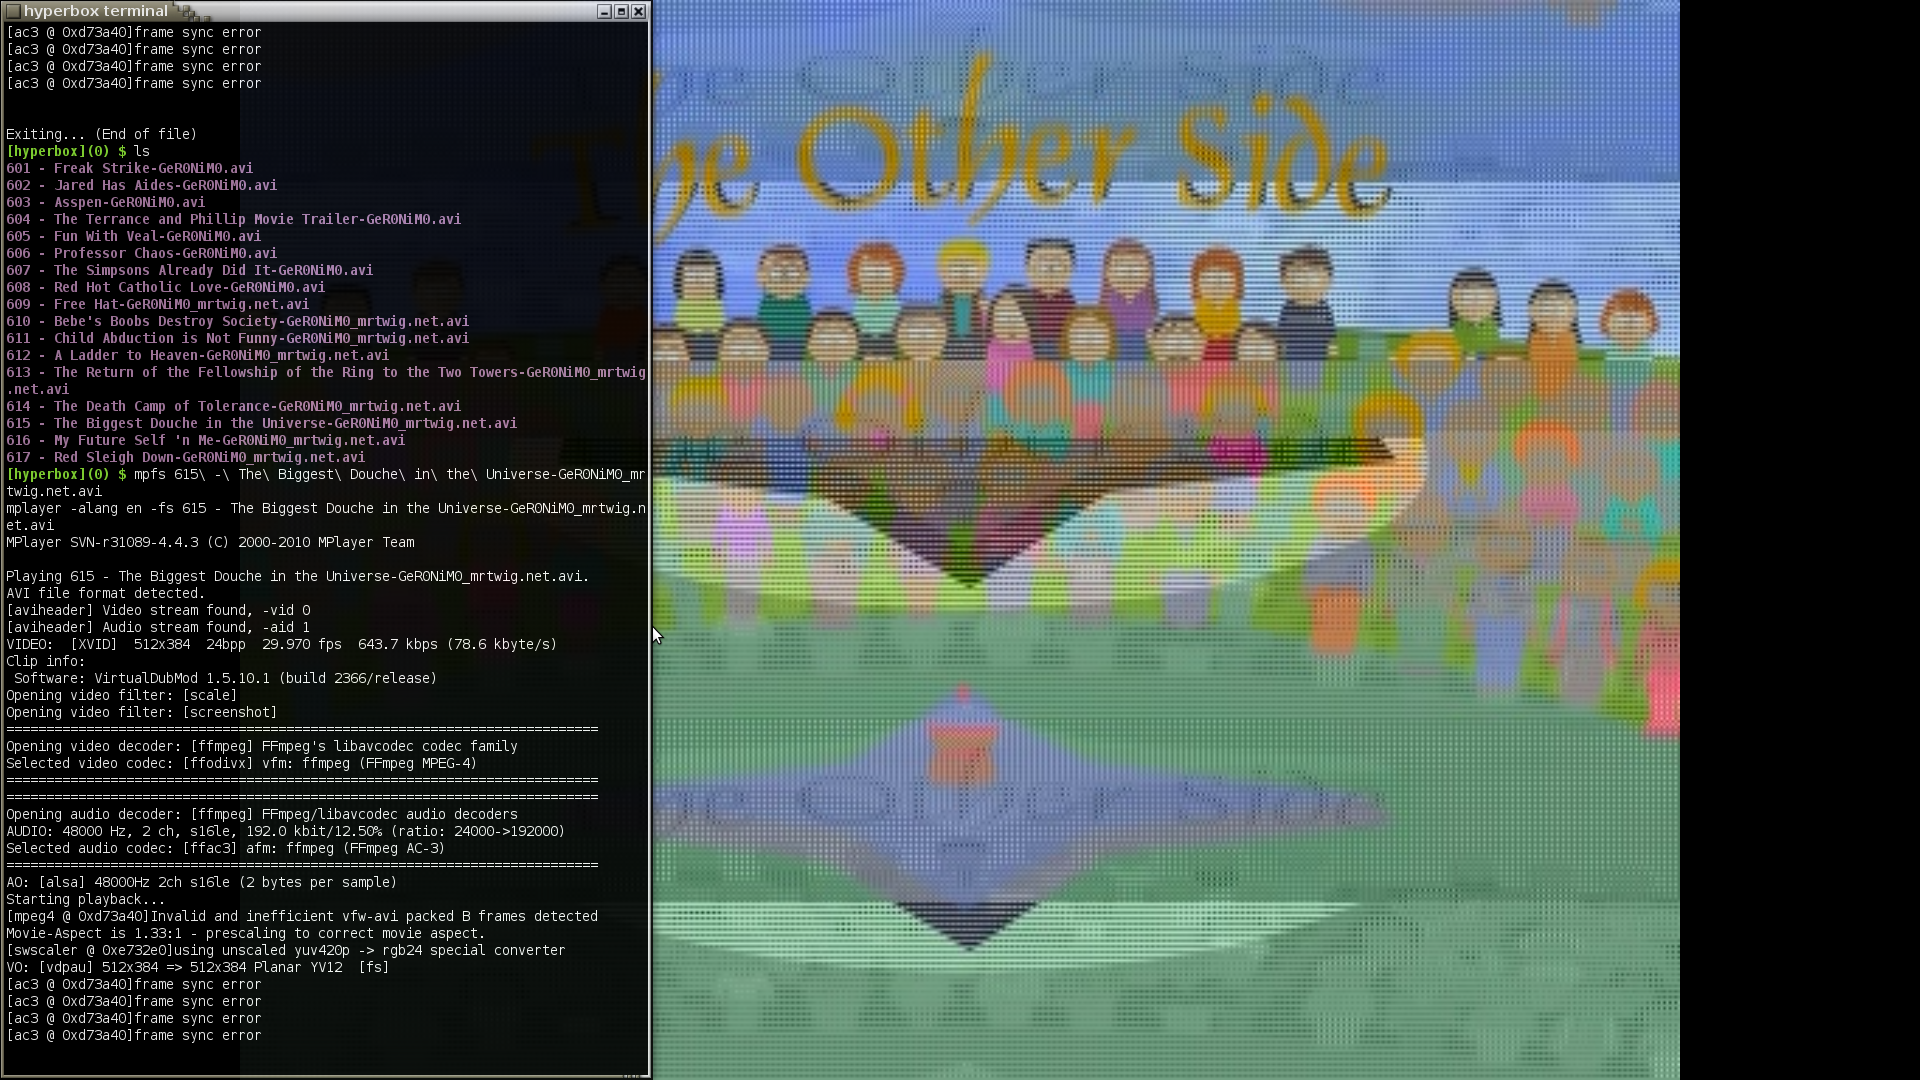 hyperbox terminal
[ac3 @ 0xd73a40]frame sync error
[ac3 @ 0xd73a40]frame sync error
[ac3 @ 0xd73a40]frame sync error
[ac3 @ 0xd73a40]frame sync error
Exiting... (End of file)
[hyperbox](0) $ ls
601 - Freak Strike-GeR0NiM0.avi
602 - Jared Has Aides-GeR0NiM0.avi
603 - Asspen-GeR0NiM0.avi
604 - The Terrance and Phillip Movie Trailer-GeR0NiM0.avi
605 - Fun With Veal-GeR0NiM0.avi
606 - Professor Chaos-GeR0NiM0.avi
607 - The Simpsons Already Did It-GeR0NiM0.avi
608 - Red Hot Catholic Love-GeR0NiM0.avi
609 - Free Hat-GeR0NiM0_mrtwig.net.avi
610 - Bebe's Boobs Destroy Society-GeR0NiM0_mrtwig.net.avi
611 - Child Abduction is Not Funny-GeR0NiM0_mrtwig.net.avi
612 - A Ladder to Heaven-GeR0NiM0_mrtwig.net.avi
613 - The Return of the Fellowship of the Ring to the Two Towers-GeR0NiM0_mrtwig
.net.avi
614 - The Death Camp of Tolerance-GeR0NiM0_mrtwig.net.avi
615 - The Biggest Douche in the Universe-GeR0NiM0_mrtwig.net.avi
616 - My Future Self 'n Me-GeR0NiM0_mrtwig.net.avi
617 - Red Sleigh Down-GeR0NiM0_mrtwig.net.avi
[hyperbox](0) $ mpfs 615\ -\ The\ Biggest\ Douche\ in\ the\ Universe-GeR0NiM0_mr
twig.net.avi
mplayer -alang en -fs 615 - The Biggest Douche in the Universe-GeR0NiM0_mrtwig.n
et.avi
MPlayer SVN-r31089-4.4.3 (C) 2000-2010 MPlayer Team
Playing 615 - The Biggest Douche in the Universe-GeR0NiM0_mrtwig.net.avi.
AVI file format detected.
[aviheader] Video stream found, -vid 0
[aviheader] Audio stream found, -aid 1
VIDEO:  [XVID]  512x384  24bpp  29.970 fps  643.7 kbps (78.6 kbyte/s)
Clip info:
 Software: VirtualDubMod 1.5.10.1 (build 2366/release)
Opening video filter: [scale]
Opening video filter: [screenshot]
==========================================================================
Opening video decoder: [ffmpeg] FFmpeg's libavcodec codec family
Selected video codec: [ffodivx] vfm: ffmpeg (FFmpeg MPEG-4)
==========================================================================
==========================================================================
Opening audio decoder: [ffmpeg] FFmpeg/libavcodec audio decoders
AUDIO: 48000 Hz, 2 ch, s16le, 192.0 kbit/12.50% (ratio: 24000->192000)
Selected audio codec: [ffac3] afm: ffmpeg (FFmpeg AC-3)
==========================================================================
AO: [alsa] 48000Hz 2ch s16le (2 bytes per sample)
Starting playback...
[mpeg4 @ 0xd73a40]Invalid and inefficient vfw-avi packed B frames detected
Movie-Aspect is 1.33:1 - prescaling to correct movie aspect.
[swscaler @ 0xe732e0]using unscaled yuv420p -> rgb24 special converter
VO: [vdpau] 512x384 => 512x384 Planar YV12  [fs]
[ac3 @ 0xd73a40]frame sync error
[ac3 @ 0xd73a40]frame sync error
[ac3 @ 0xd73a40]frame sync error
[ac3 @ 0xd73a40]frame sync error
The Other Side